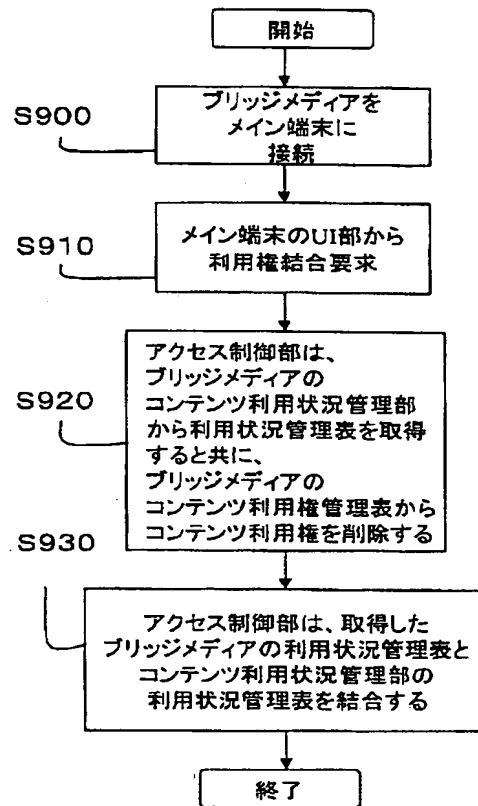 開始
S900
ブリッジメディアを
メイン端末に
接続
S910
メイン端末のUI部から
利用権結合要求
S920
アクセス制御部は、
ブリッジメディアの
コンテンツ利用状況管理部
から利用状況管理表を取得
すると共に、
ブリッジメディアの
コンテンツ利用権管理表から
コンテンツ利用権を削除する
S930
アクセス制御部は、取得した
ブリッジメディアの利用状況管理表と
コンテンツ利用状況管理部の
利用状況管理表を結合する
終了